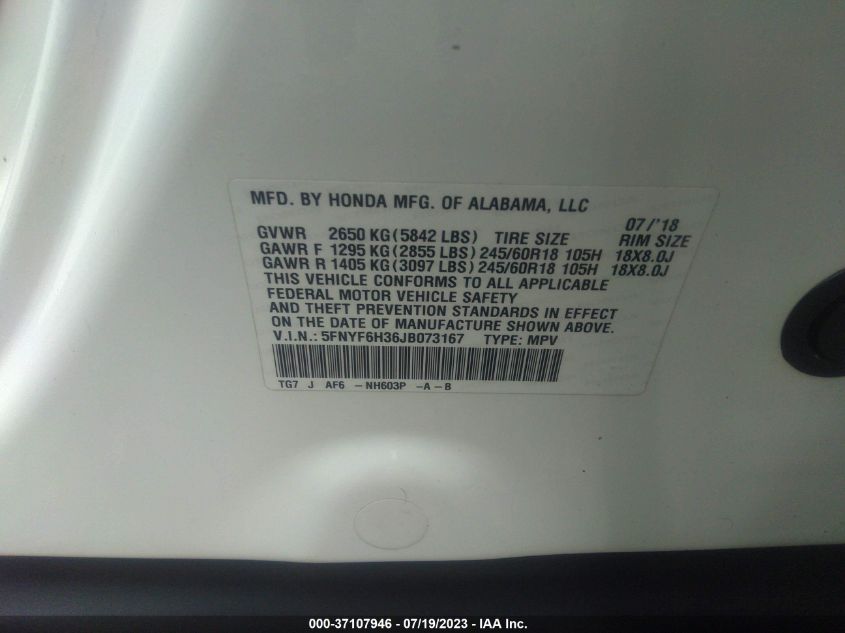 MFD. BY HONDA MFG. OF ALABAMA, LLC
07/'18
GVWR 2650 KG(5842 LBS) TIRE SIZE RIM SIZE
GAWR F 1295 KG(2855 LBS) 245/60R18 105H 18X8.0J
GAWR R 1405 KG(3097 LBS) 245/60R18 105H 18X8.0J
THIS VEHICLE CONFORMS TO ALL APPLICABLE
FEDERAL MOTOR VEHICLE SAFETY
AND THEFT PREVENTION STANDARDS IN EFFECT
ON THE DATE OF MANUFACTURE SHOWN ABOVE.
V.I.N.: 5FNYF6H36JB073167 TYPE: MPV
TG7 J AF6 -NH603P -A-B
000-37107946 - 07/19/2023 - IAA Inc.